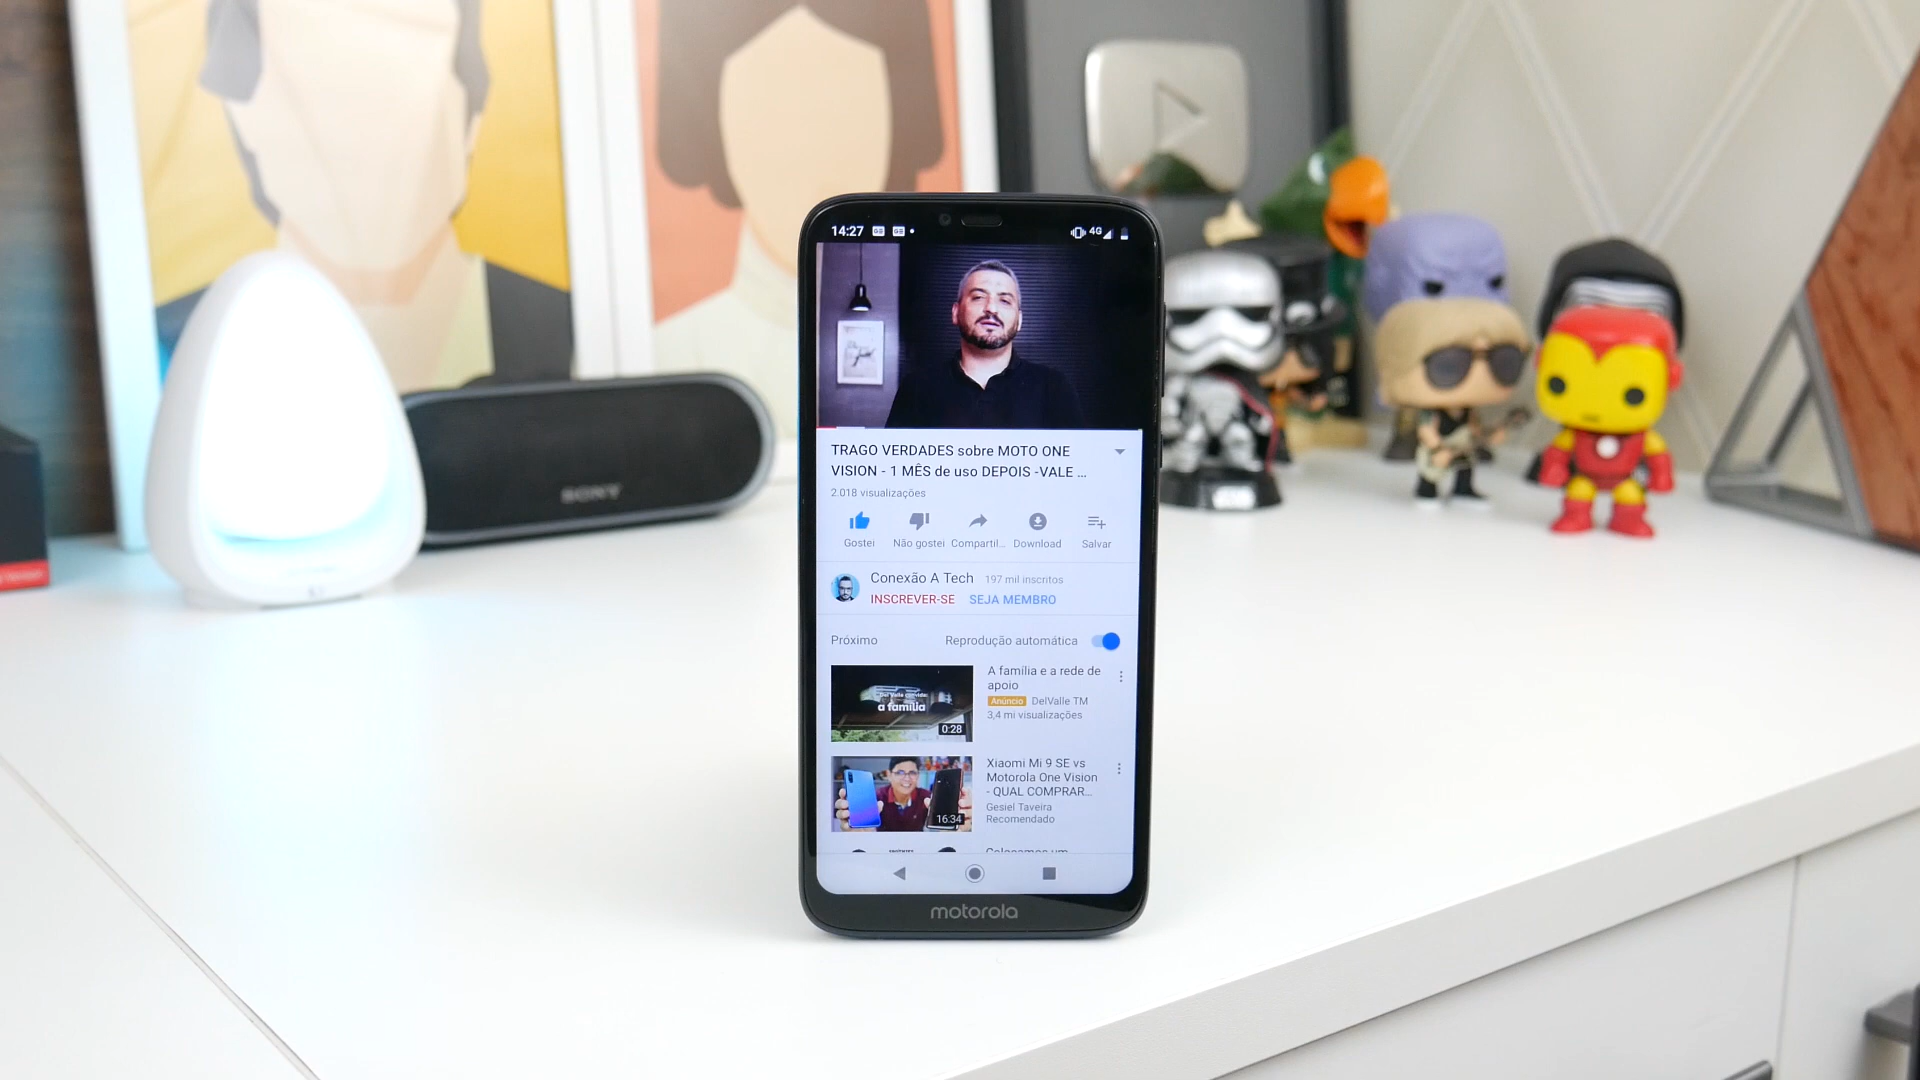 14:27
4G
TRAGO VERDADES sobre MOTO ONE
VISION - 1 MÊS de uso DEPOIS -VALE ...
2.018 visualizações
Gostei
Não gostei
Compartil...
Download
Salvar
Conexão A Tech 197 mil inscritos
INSCREVER-SE SEJA MEMBRO
Próximo
Reprodução automática
a família
0:28
A família e a rede de
apoio
Anúncio DelValle TM
3,4 mi visualizações
16:34
Xiaomi Mi 9 SE vs
Motorola One Vision
- QUAL COMPRAR...
Gesiel Taveira
Recomendado
motorola
SONY